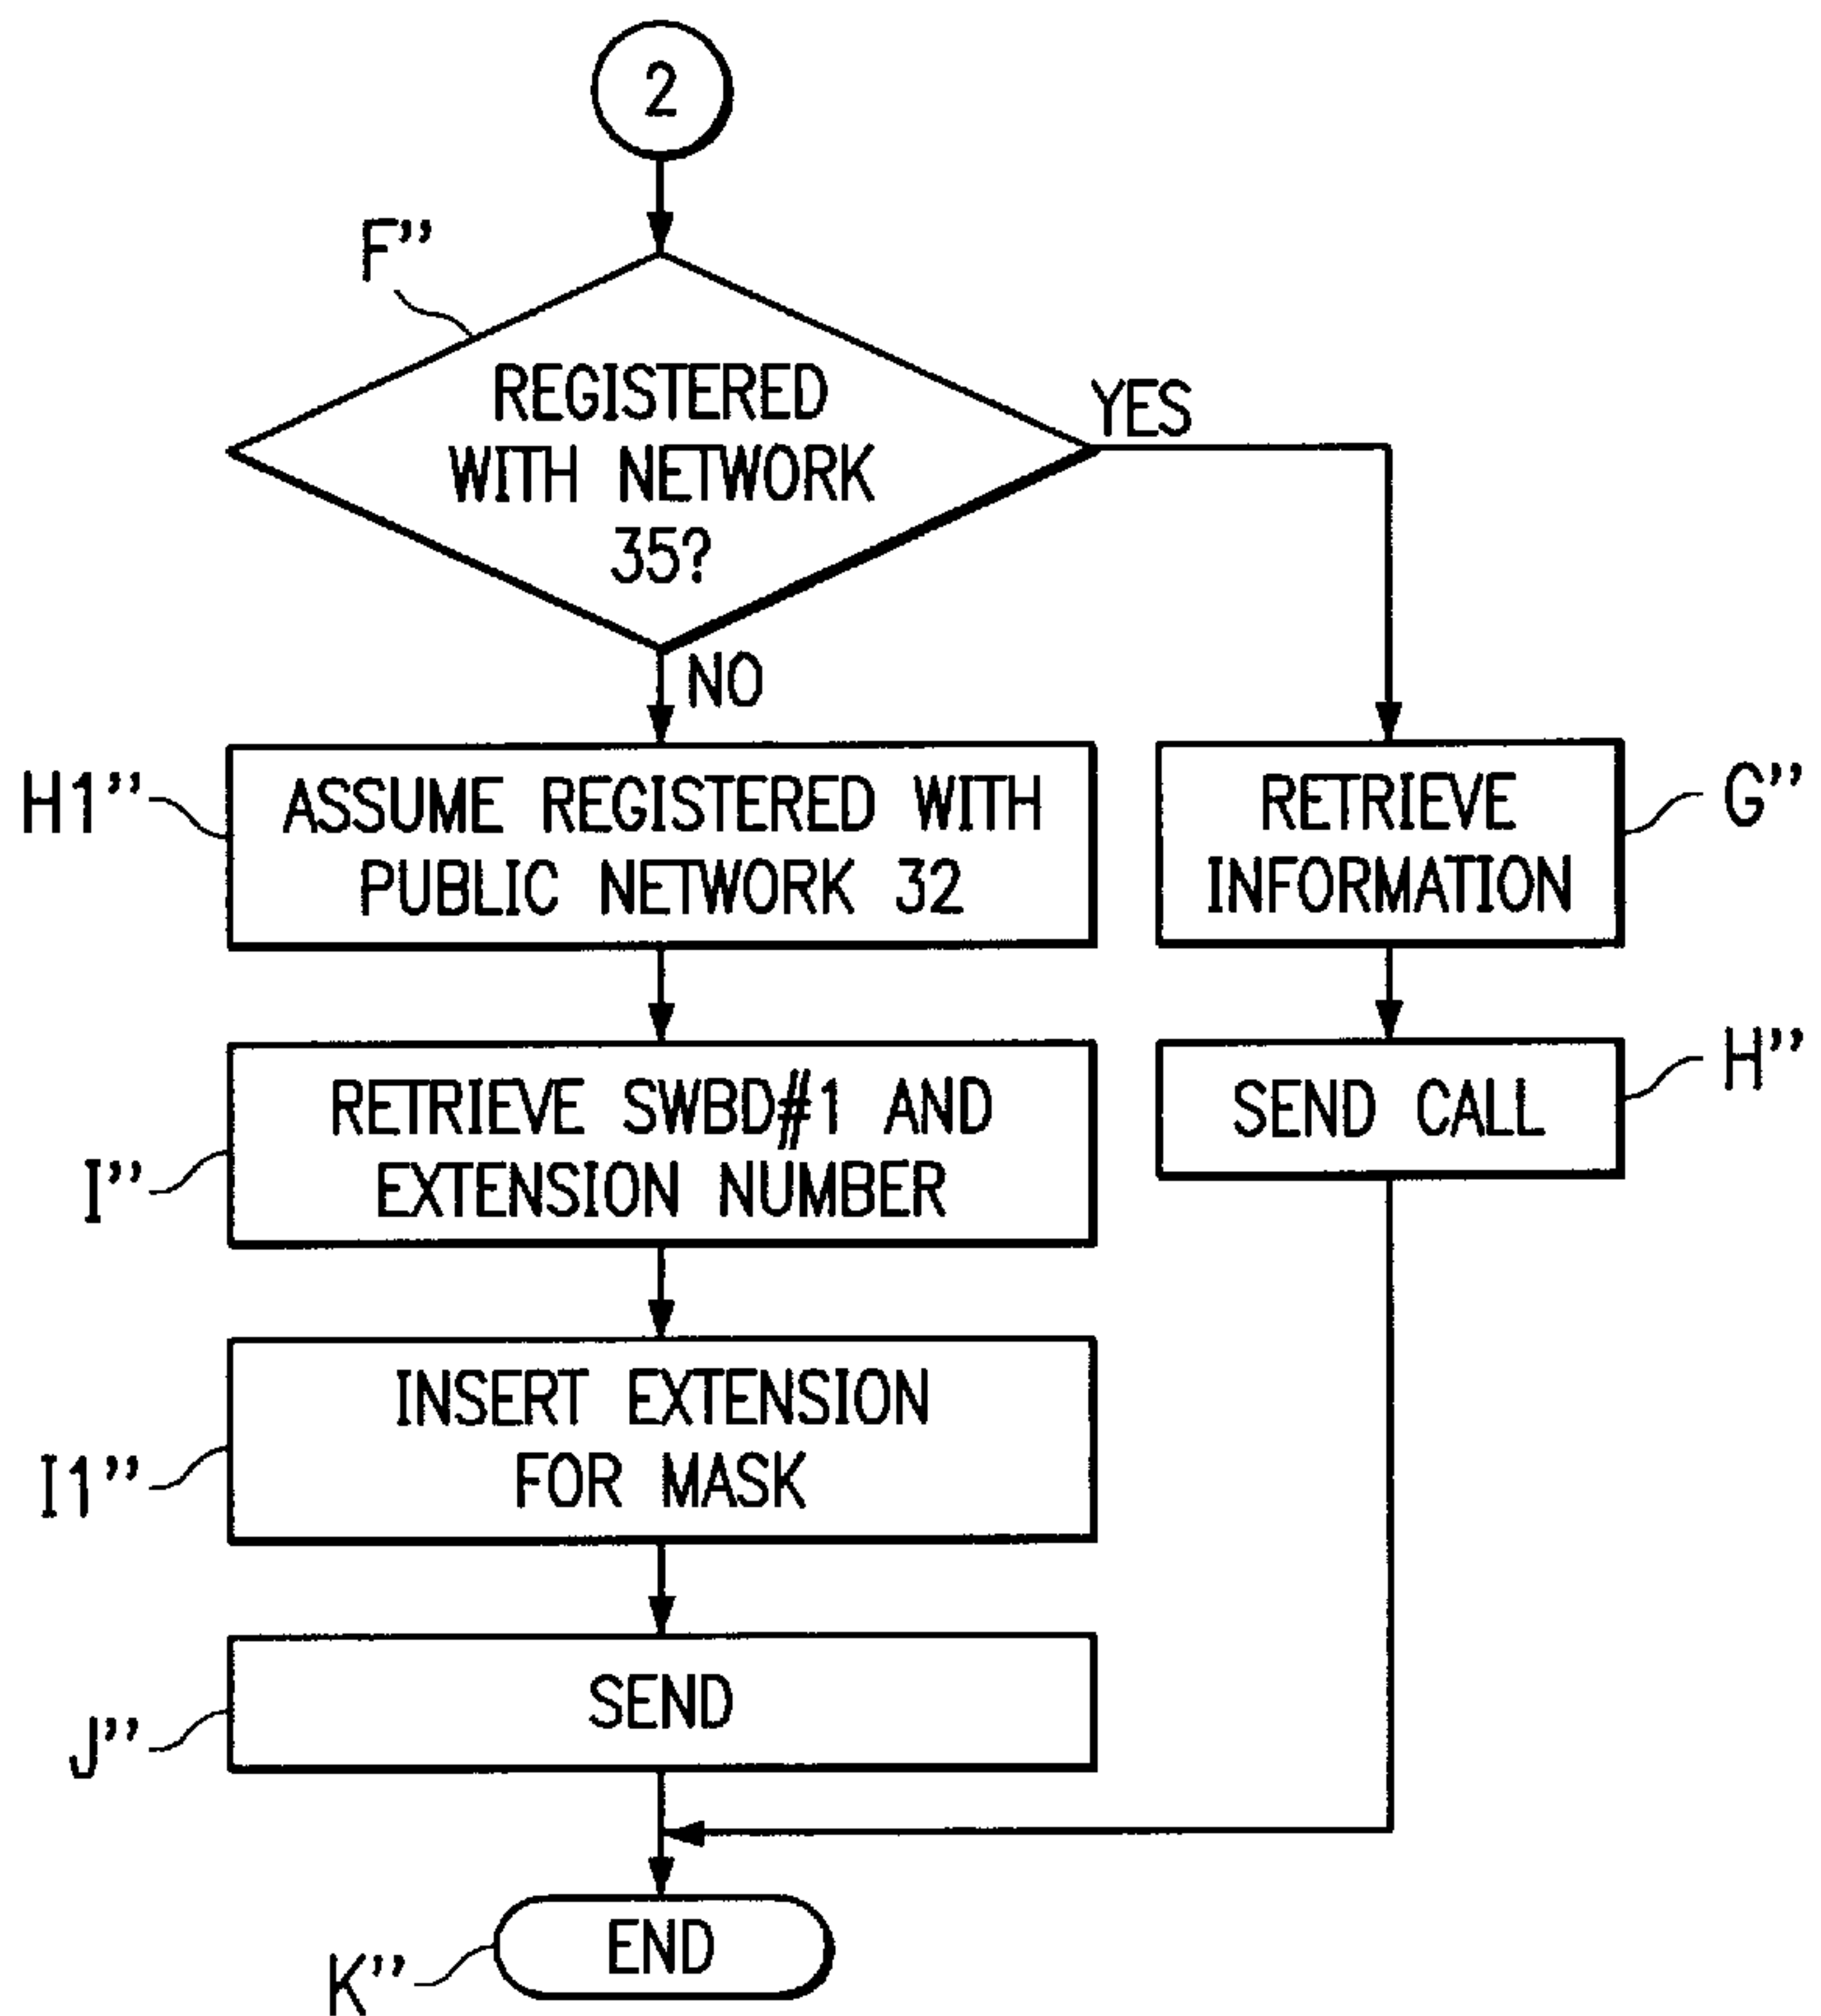 2
F”
REGISTERED
WITH NETWORK
35?
YES
NO
H1”
ASSUME REGISTERED WITH
PUBLIC NETWORK 32
RETRIEVE
INFORMATION
G”
I”
RETRIEVE SWBD#1 AND
EXTENSION NUMBER
SEND CALL
H”
I1”
INSERT EXTENSION
FOR MASK
J”
SEND
K”
END